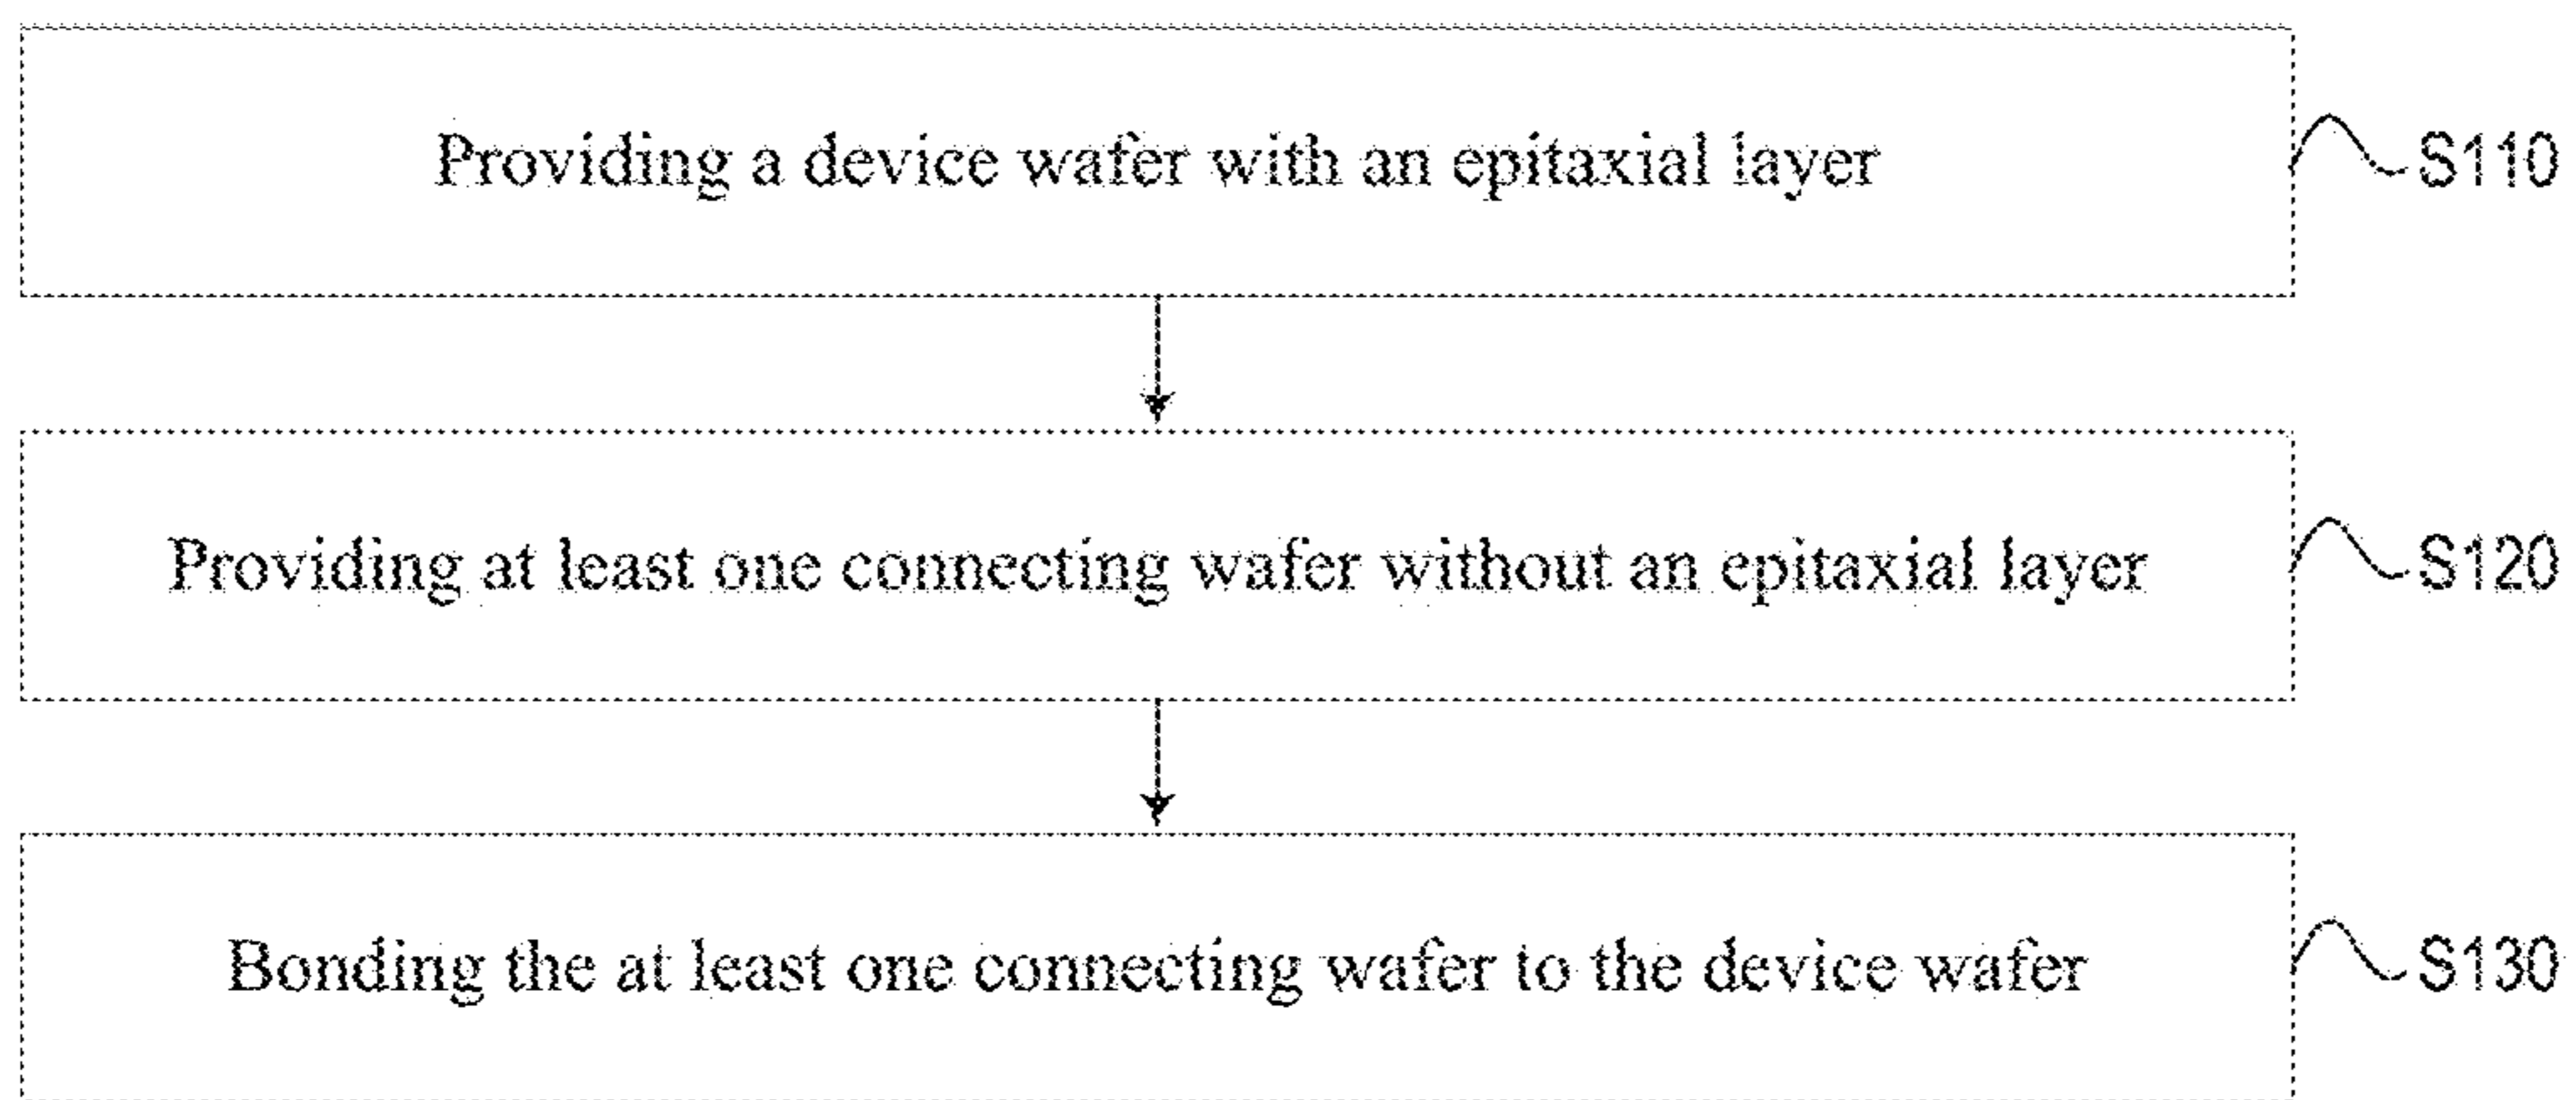 Providing a device wafer with an epitaxial layer
S110
Providing at least one connecting wafer without an epitaxial layer
S120
Bonding the at least one connecting wafer to the device wafer
S130